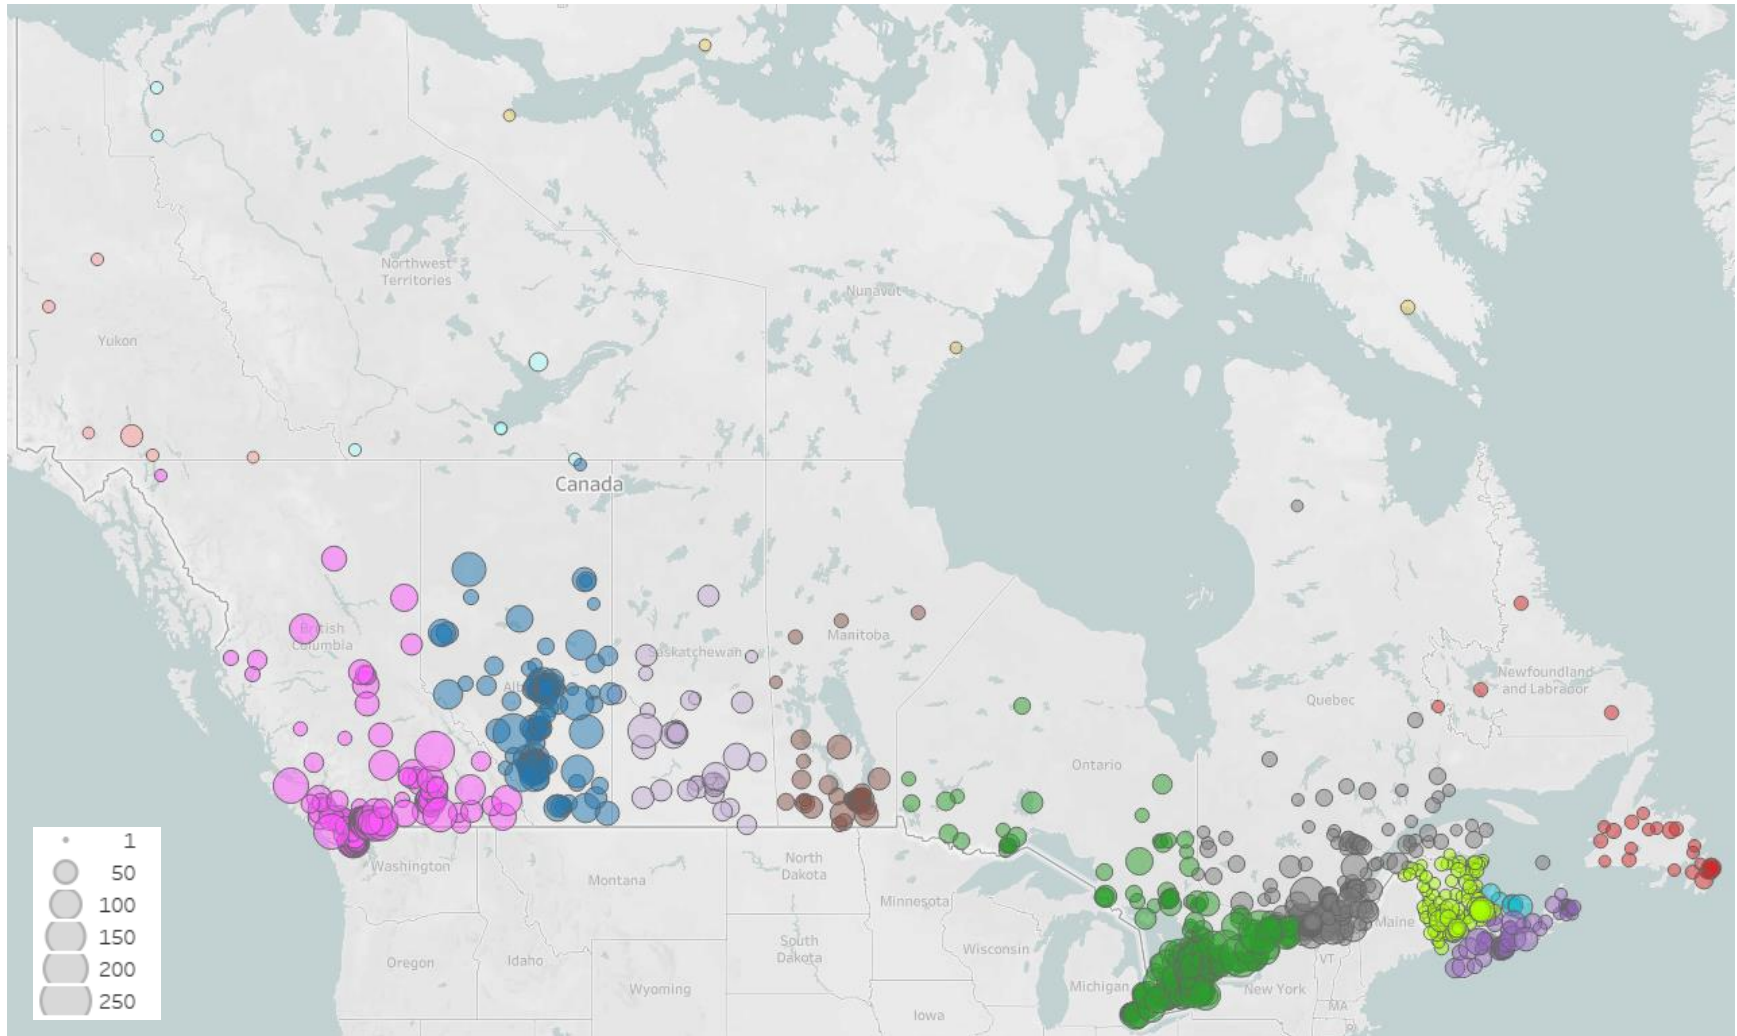 Northwest
Territories
Nunavut
Yukon
Canada
British
Columbia
Saskatchewan
Manitoba
Newfoundland
and Labrador
Quebec
Ontario
Washington
North
Dakota
Montana
Minnesota
Maine
South
Dakota
Wisconsin
Oregon
Idaho
VT
Michigan
New York
Wyoming
MA
Iowa
1
50
100
150
200
250